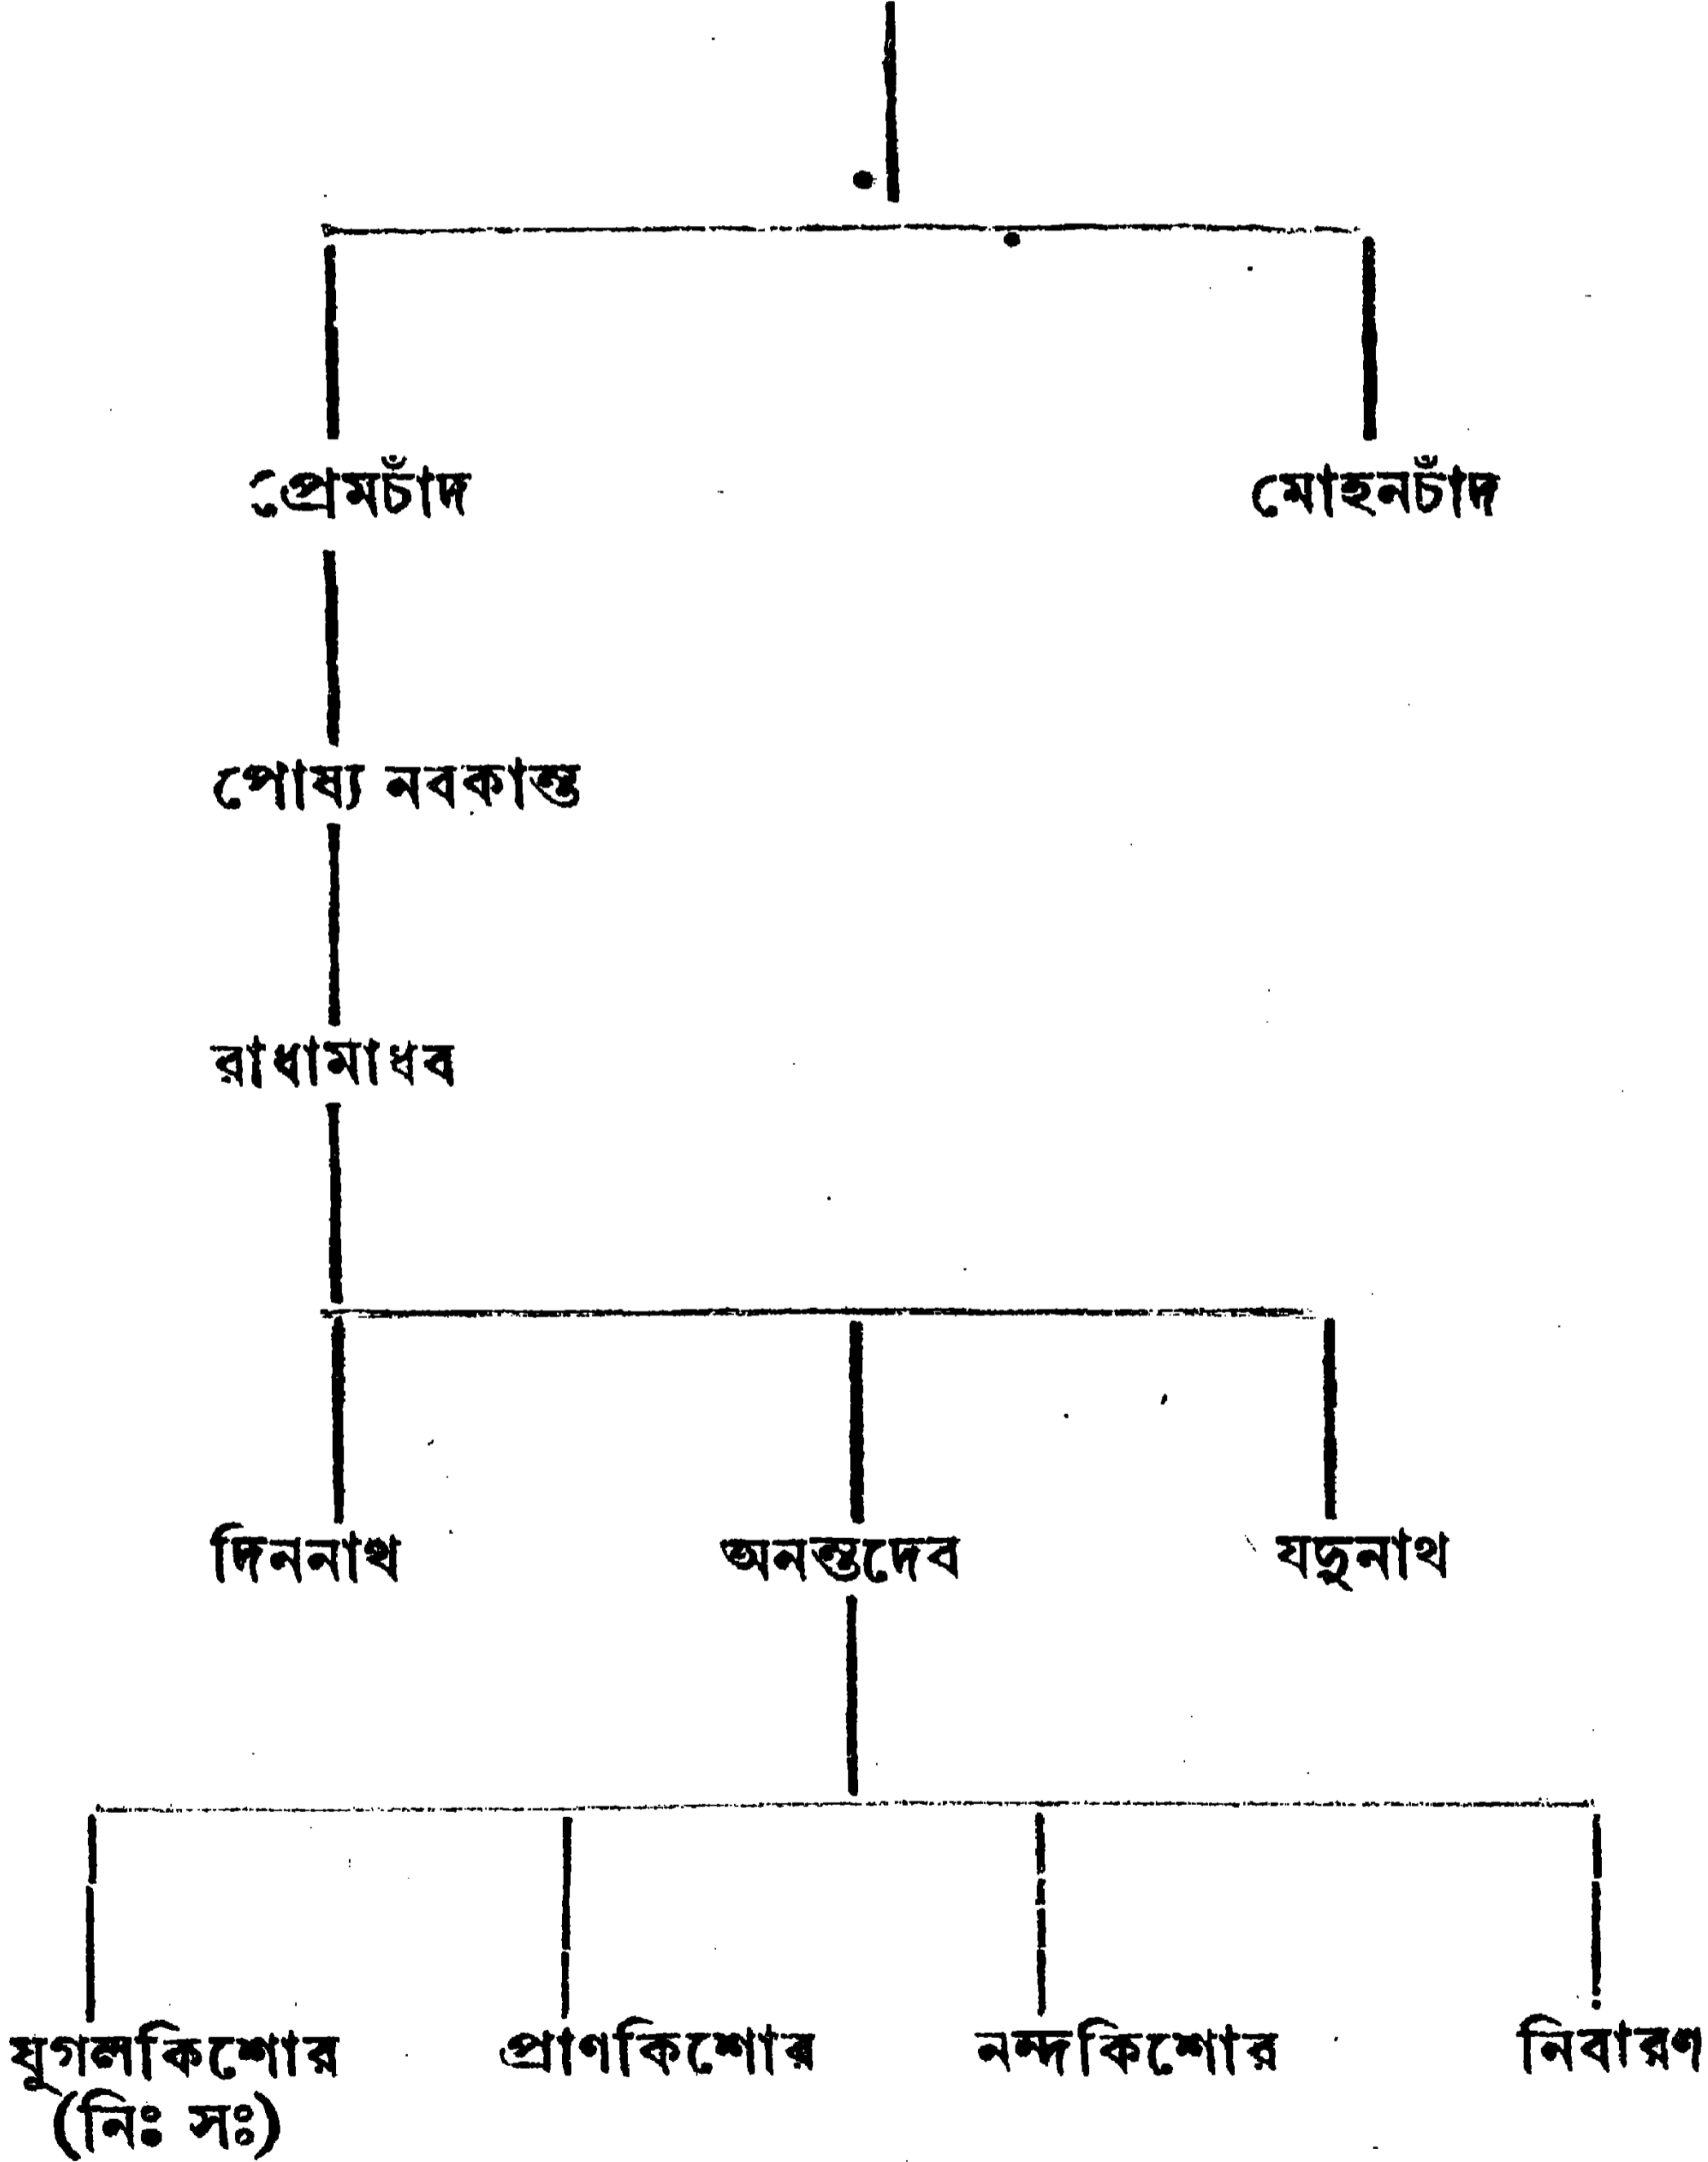 প্রেমচাঁদ মোহনচাঁদ
পোষ্য নবকান্ত
রাধামাধব
দিননাথ অনন্তদেব যদুনাথ
যুগলকিশোর প্রাণকিশোর নন্দকিশোর নিবারণ
(নিঃ সঃ)